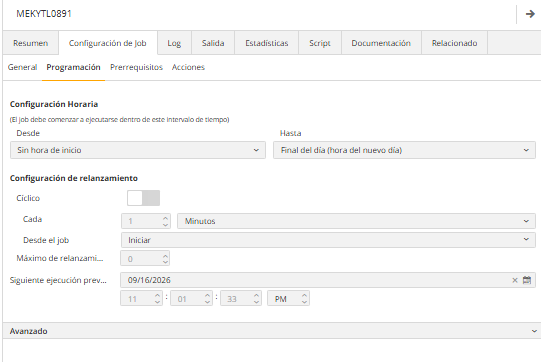 MEKYTL0891
Resumen Configuración de Job Log Salida Estadísticas Script Documentación Relacionado
General Programación Prerrequisitos Acciones
Configuración Horaria
(El job debe comenzar a ejecutarse dentro de este intervalo de tiempo)
Desde Hasta
Sin hora de inicio Final del día (hora del nuevo día)
Configuración de relanzamiento
Cíclico
Cada 1 Minutos
Desde el job Iniciar
Máximo de relanzami... 0
Siguiente ejecución prev... 09/16/2026
11 : 01 : 33 PM
Avanzado